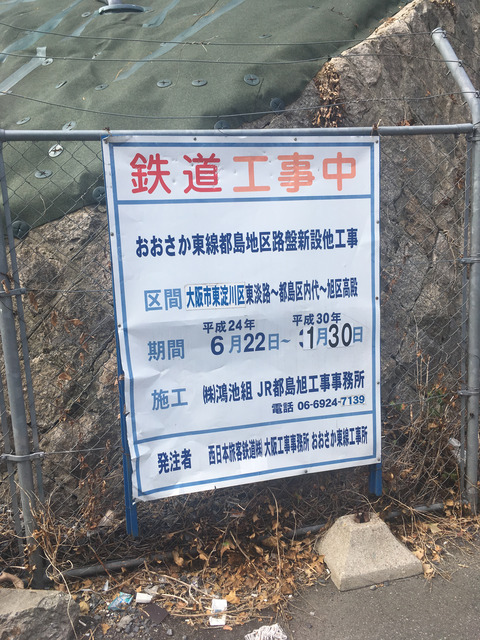 鉄道工事中
おおさか東線都島地区路盤新設他工事
区間 大阪市東淀川区東淡路～都島区内代～旭区高殿
平成24年 平成30年
期間 6月22日～11月30日
施工 ㈱鴻池組 JR都島旭工事事務所
電話 06-6924-7139
発注者 西日本旅客鉄道㈱ 大阪工事事務所 おおさか東線工事所